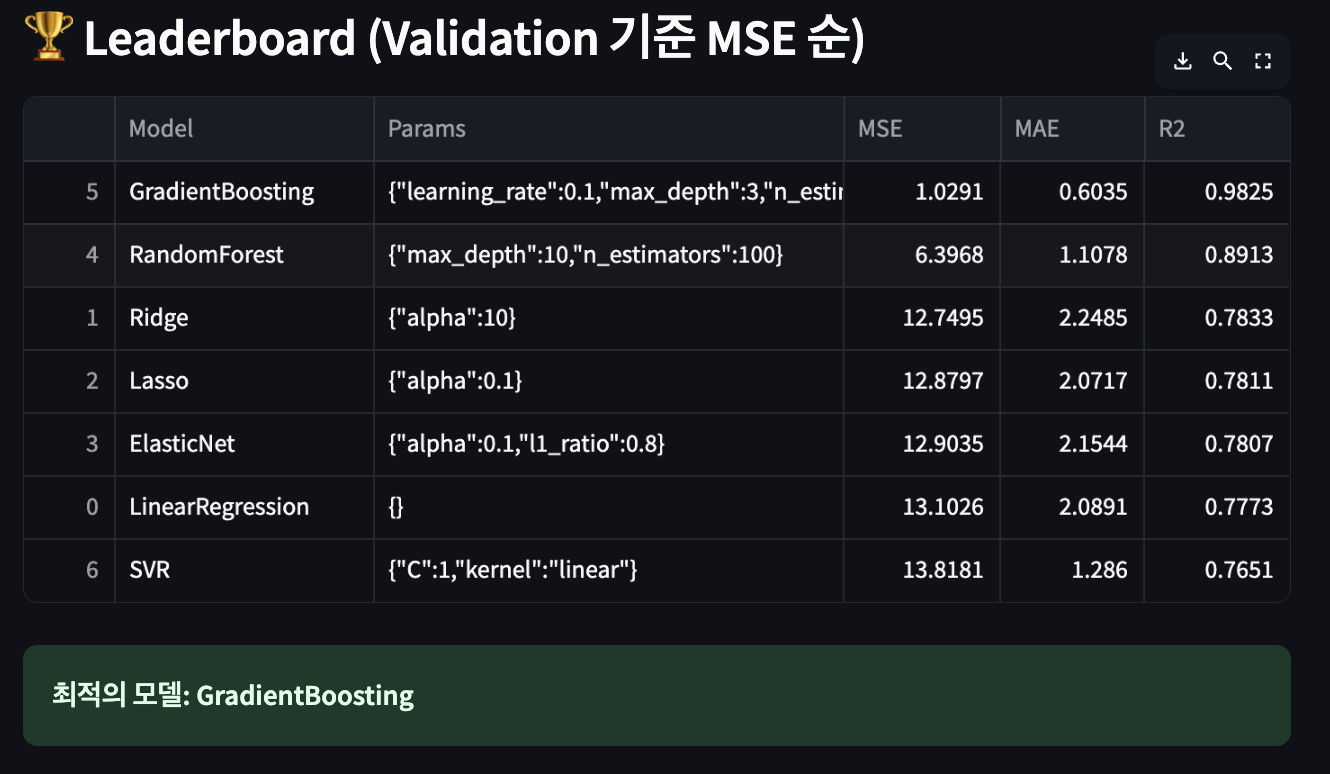 🏆 Leaderboard (Validation 기준 MSE 순)
Model Params MSE MAE R2
5 GradientBoosting {"learning_rate":0.1,"max_depth":3,"n_estir 1.0291 0.6035 0.9825
4 RandomForest {"max_depth":10,"n_estimators":100} 6.3968 1.1078 0.8913
1 Ridge {"alpha":10} 12.7495 2.2485 0.7833
2 Lasso {"alpha":0.1} 12.8797 2.0717 0.7811
3 ElasticNet {"alpha":0.1,"l1_ratio":0.8} 12.9035 2.1544 0.7807
0 LinearRegression {} 13.1026 2.0891 0.7773
6 SVR {"C":1,"kernel":"linear"} 13.8181 1.286 0.7651
최적의 모델: GradientBoosting